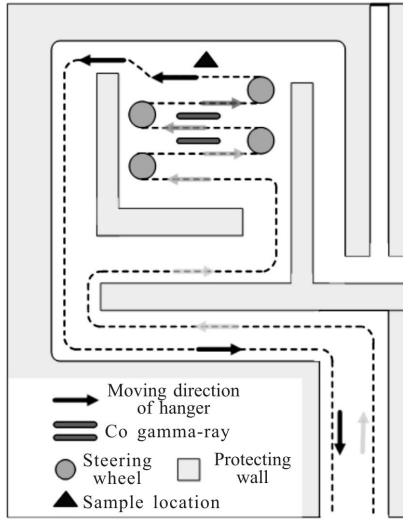 Moving direction
of hanger
Co gamma-ray
Steering
wheel
Protecting
wall
Sample location